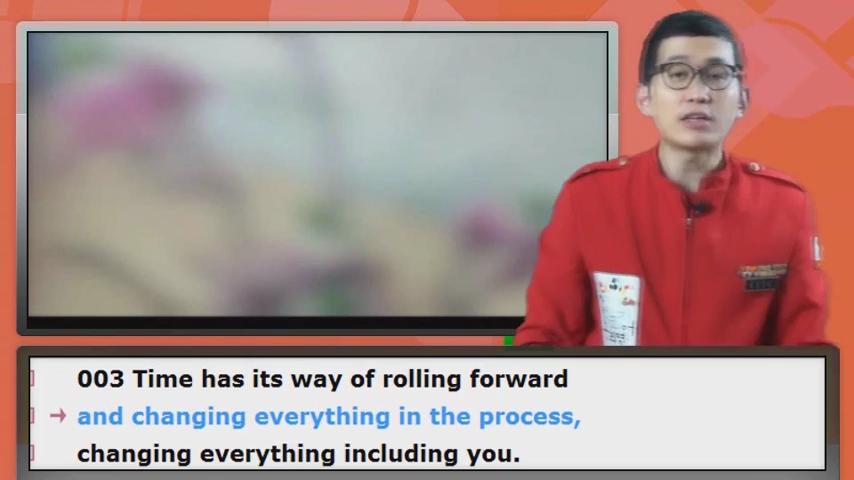 003 Time has its way of rolling forward
→ and changing everything in the process,
changing everything including you.